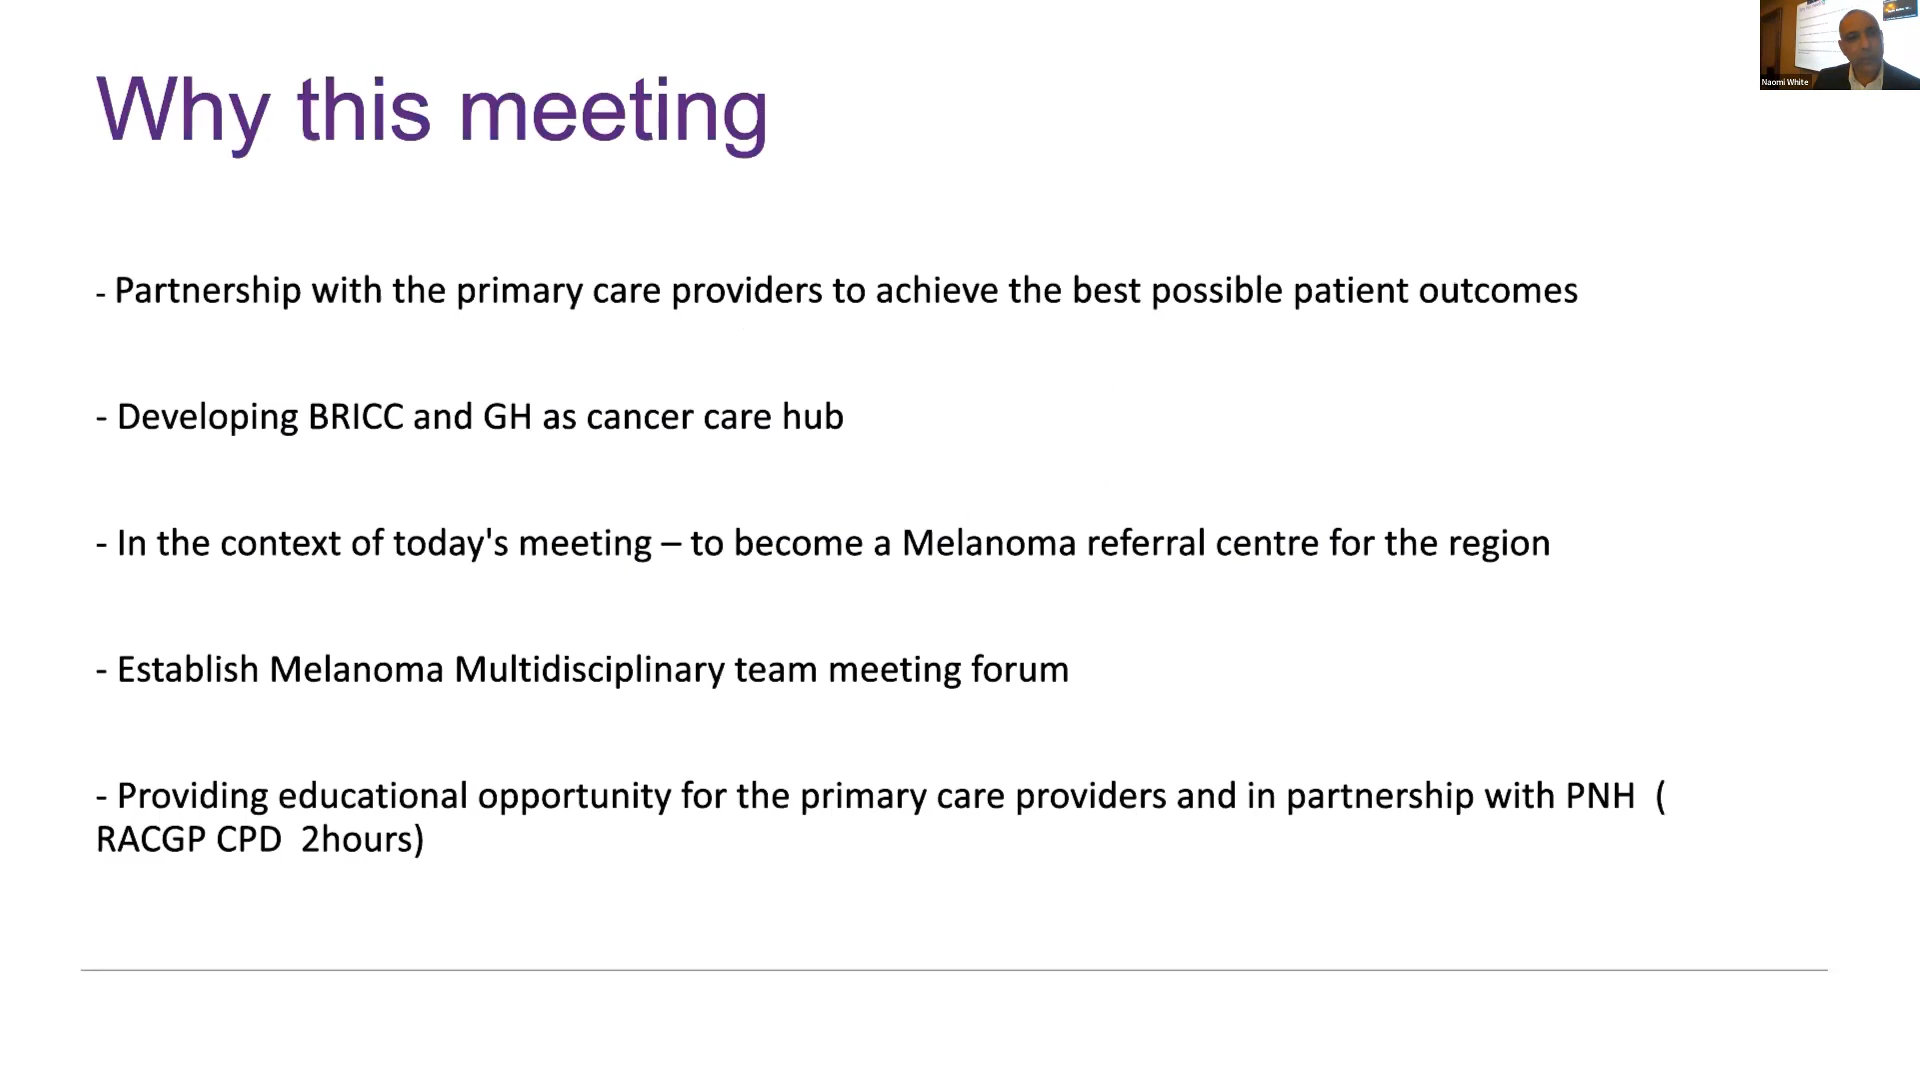 Why this meeting
Naomi White
- Partnership with the primary care providers to achieve the best possible patient outcomes
- Developing BRICC and GH as cancer care hub
- In the context of today's meeting – to become a Melanoma referral centre for the region
- Establish Melanoma Multidisciplinary team meeting forum
- Providing educational opportunity for the primary care providers and in partnership with PNH  (
RACGP CPD  2hours)